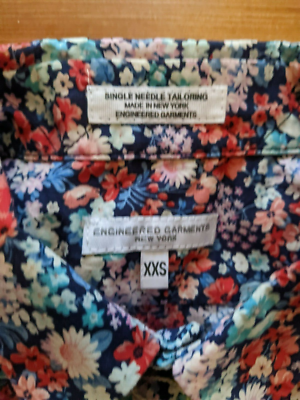 SINGLE NEEDLE TAILORING
MADE IN NEW YORK
ENGINEERED GARMENTS
ENGINEERED GARMENTS
NEW YORK
XXS